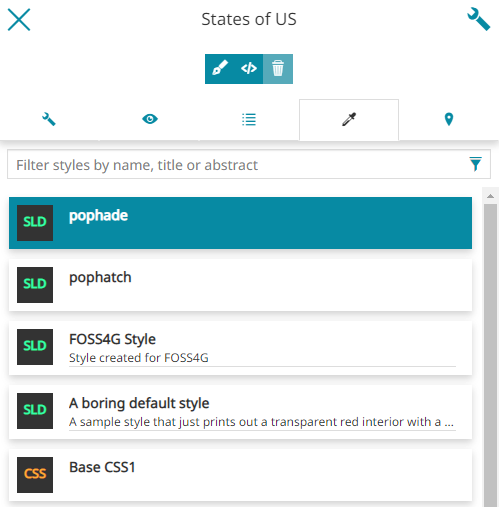 States of US
Filter styles by name, title or abstract
SLD
pophade
SLD
pophatch
SLD
FOSS4G Style
Style created for FOSS4G
SLD
A boring default style
A sample style that just prints out a transparent red interior with a ...
CSS
Base CSS1